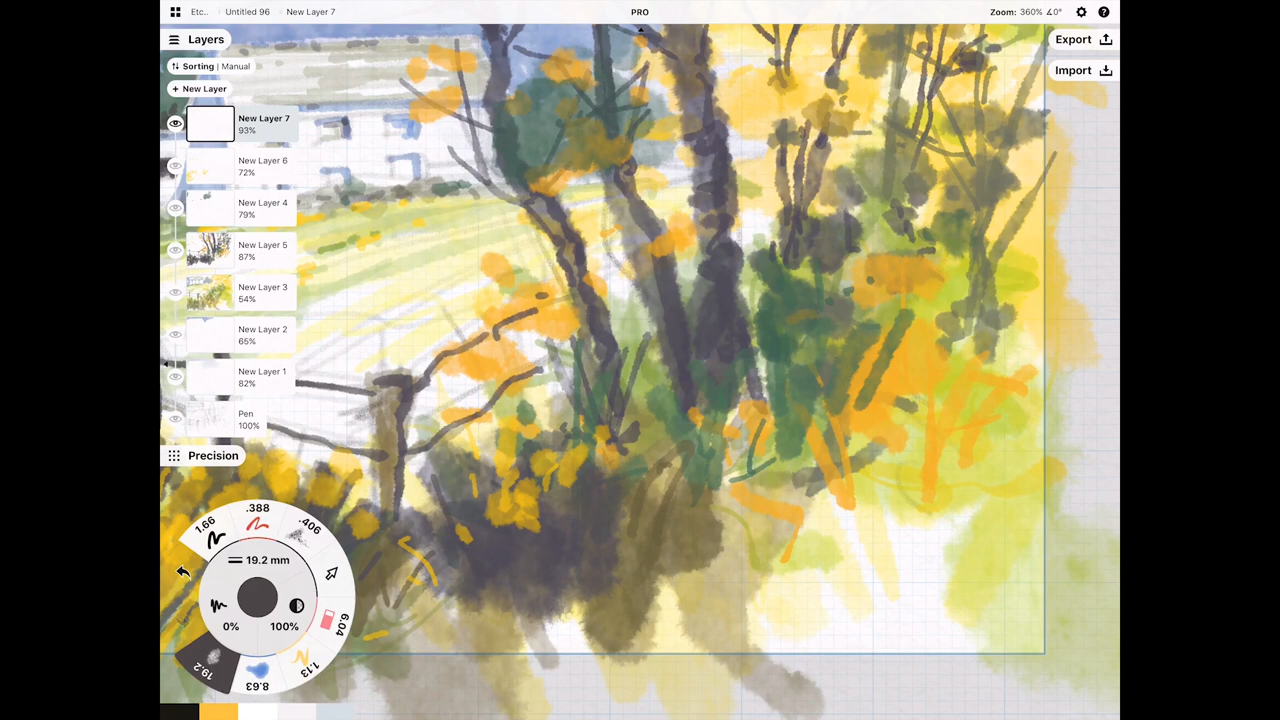 Etc.. Untitled 96 New Layer 7
PRO
Zoom: 360% ∠0°
Layers
Export
Sorting | Manual
Import
+ New Layer
New Layer 7
93%
New Layer 6
72%
New Layer 4
79%
New Layer 5
87%
New Layer 3
54%
New Layer 2
65%
New Layer 1
82%
Pen
100%
Precision
1.66
.388
.406
19.2 mm
0%
100%
6.04
19.2
8.63
1.13